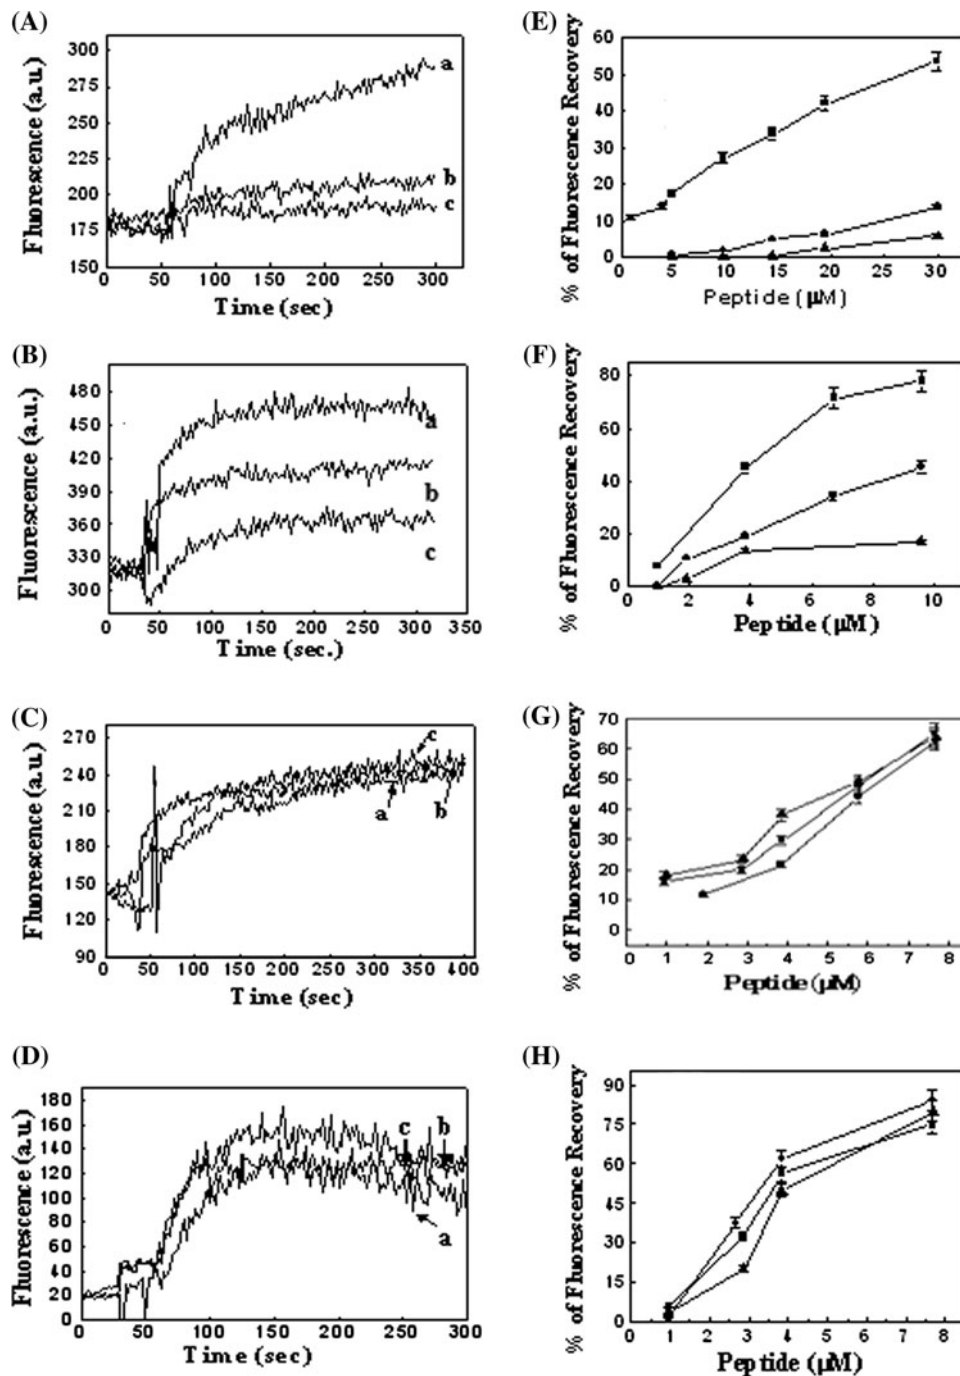 (A)
Fluorescence (a.u.)
300
275
250
225
200
175
150
a
b
c
0 50 100 150 200 250 300
Time (sec)
(E)
% of Fluorescence Recovery
60
50
40
30
20
10
0
0 5 10 15 20 25 30
Peptide (µM)
(B)
Fluorescence (a.u.)
480
450
420
390
360
330
300
a
b
c
0 50 100 150 200 250 300 350
Time (sec.)
(F)
% of Fluorescence Recovery
80
60
40
20
0
0 2 4 6 8 10
Peptide (µM)
(C)
Fluorescence (a.u.)
270
240
210
180
150
120
90
c
a
b
0 50 100 150 200 250 300 350 400
Time (sec)
(G)
% of Fluorescence Recovery
70
60
50
40
30
20
10
0
0 1 2 3 4 5 6 7 8
Peptide (µM)
(D)
Fluorescence (a.u.)
180
160
140
120
100
80
60
40
20
0
c b
a
0 50 100 150 200 250 300
Time (sec)
(H)
% of Fluorescence Recovery
90
75
60
45
30
15
0
0 1 2 3 4 5 6 7 8
Peptide (µM)